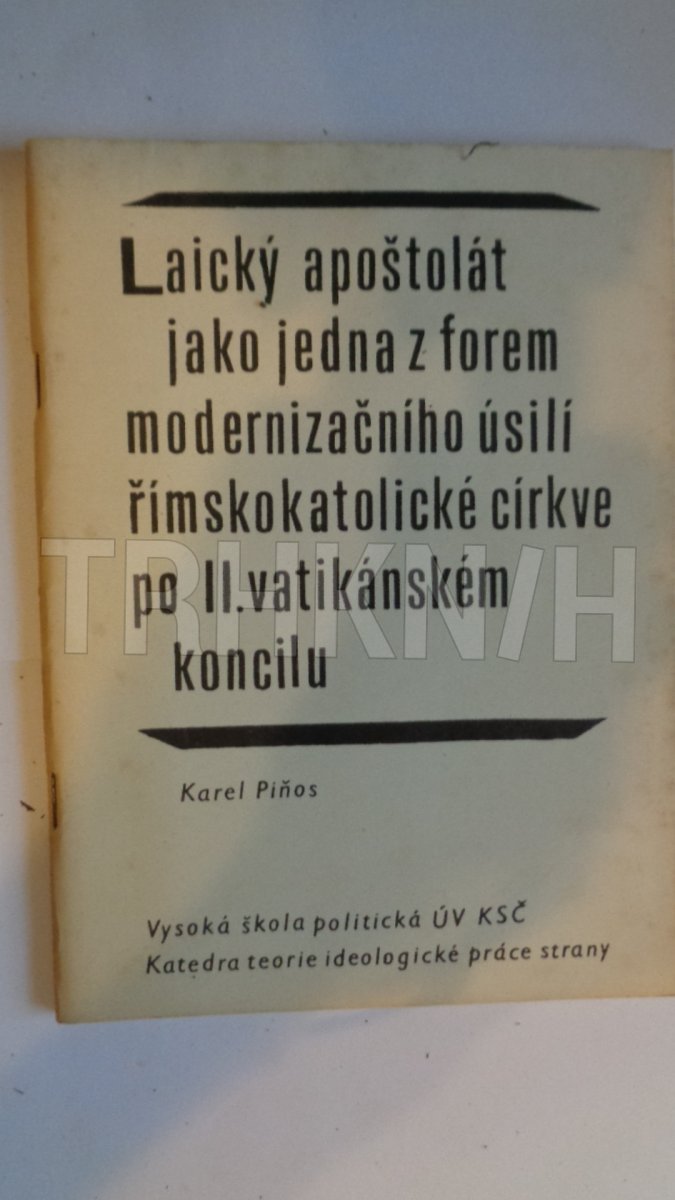 Laický apoštolát
jako jedna z forem
modernizačního úsilí
římskokatolické církve
po II. vatikánském
koncilu
Karel Piňos
Vysoká škola politická ÚV KSČ
Katedra teorie ideologické práce strany
TRHKN/H